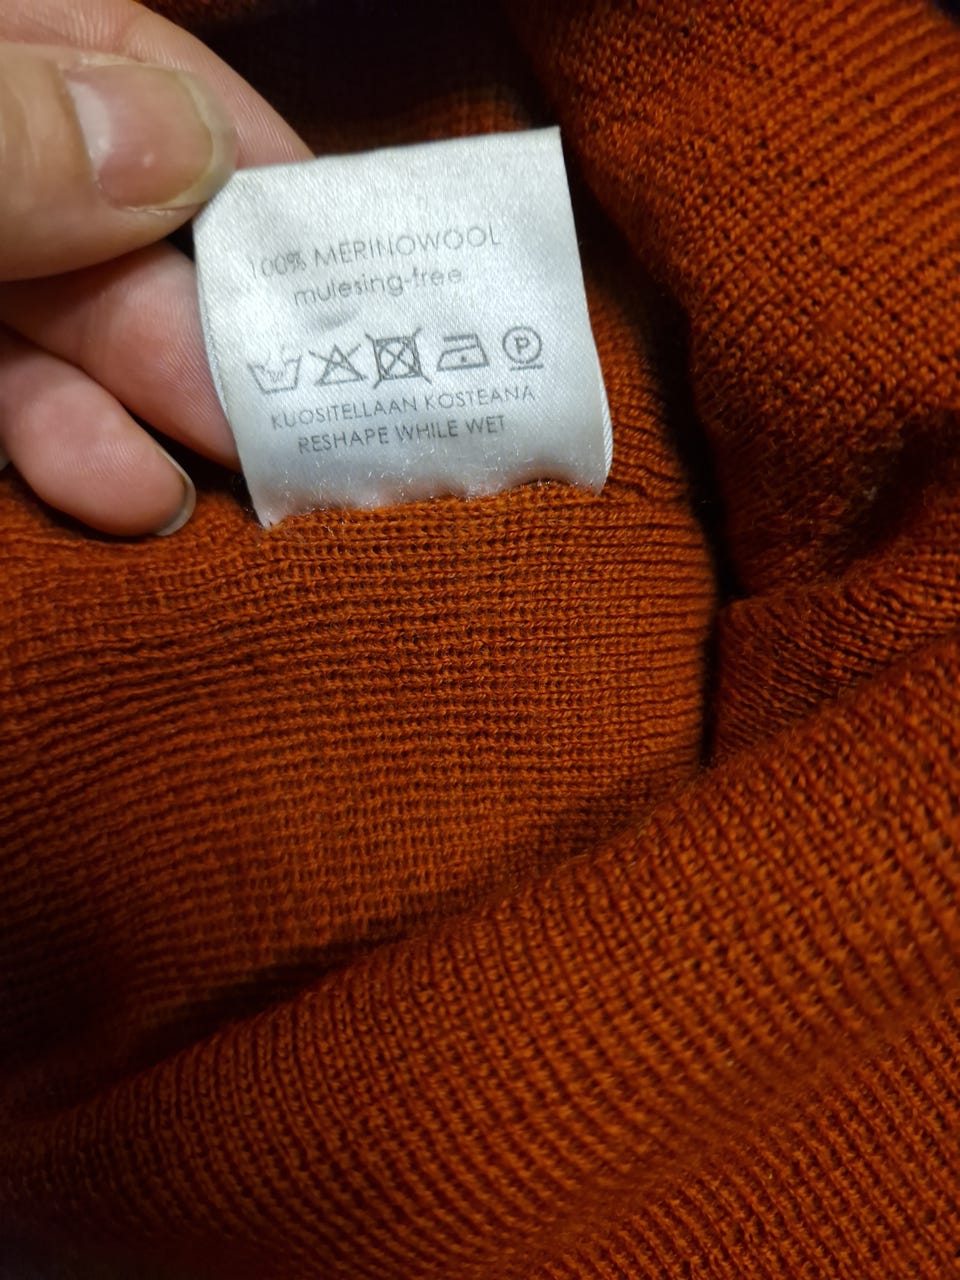 100% MERINOWOOL
mulesing-free
P
KUOSITELLAAN KOSTEANA
RESHAPE WHILE WET